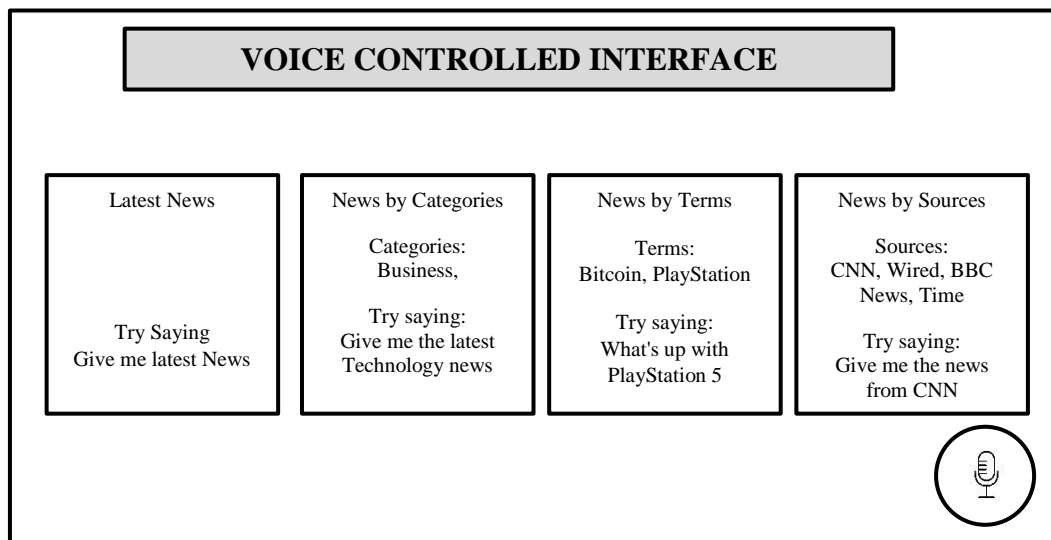 VOICE CONTROLLED INTERFACE
Latest News
Try Saying
Give me latest News
News by Categories
Categories:
Business,
Try saying:
Give me the latest
Technology news
News by Terms
Terms:
Bitcoin, PlayStation
Try saying:
What's up with
PlayStation 5
News by Sources
Sources:
CNN, Wired, BBC
News, Time
Try saying:
Give me the news
from CNN